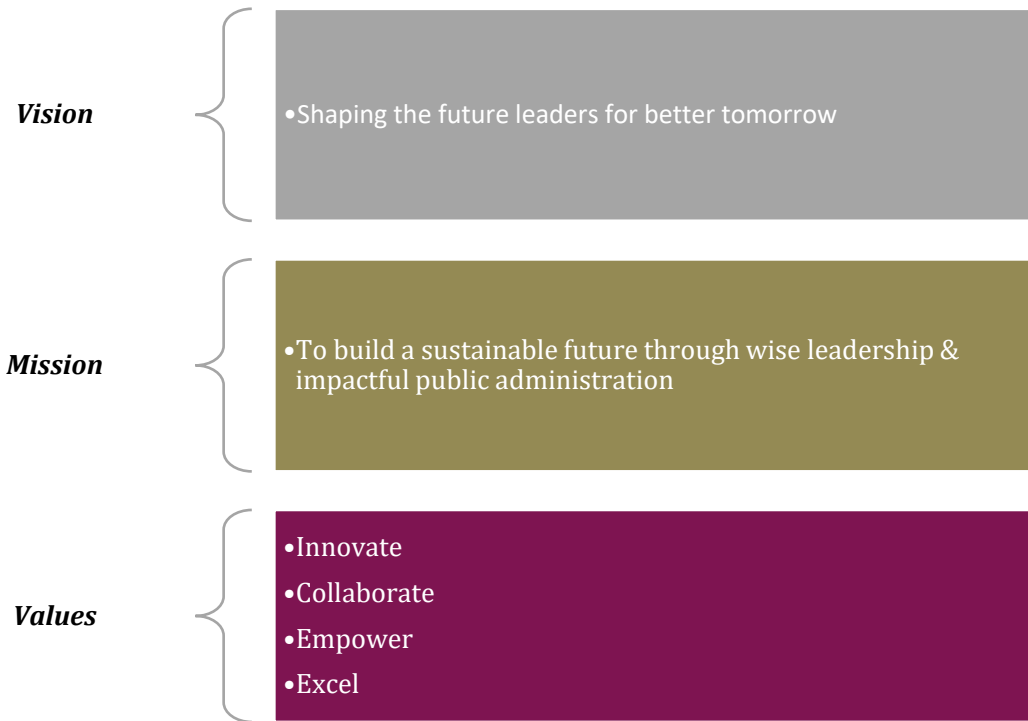 Vision
•Shaping the future leaders for better tomorrow
Mission
•To build a sustainable future through wise leadership &
impactful public administration
Values
•Innovate
•Collaborate
•Empower
•Excel